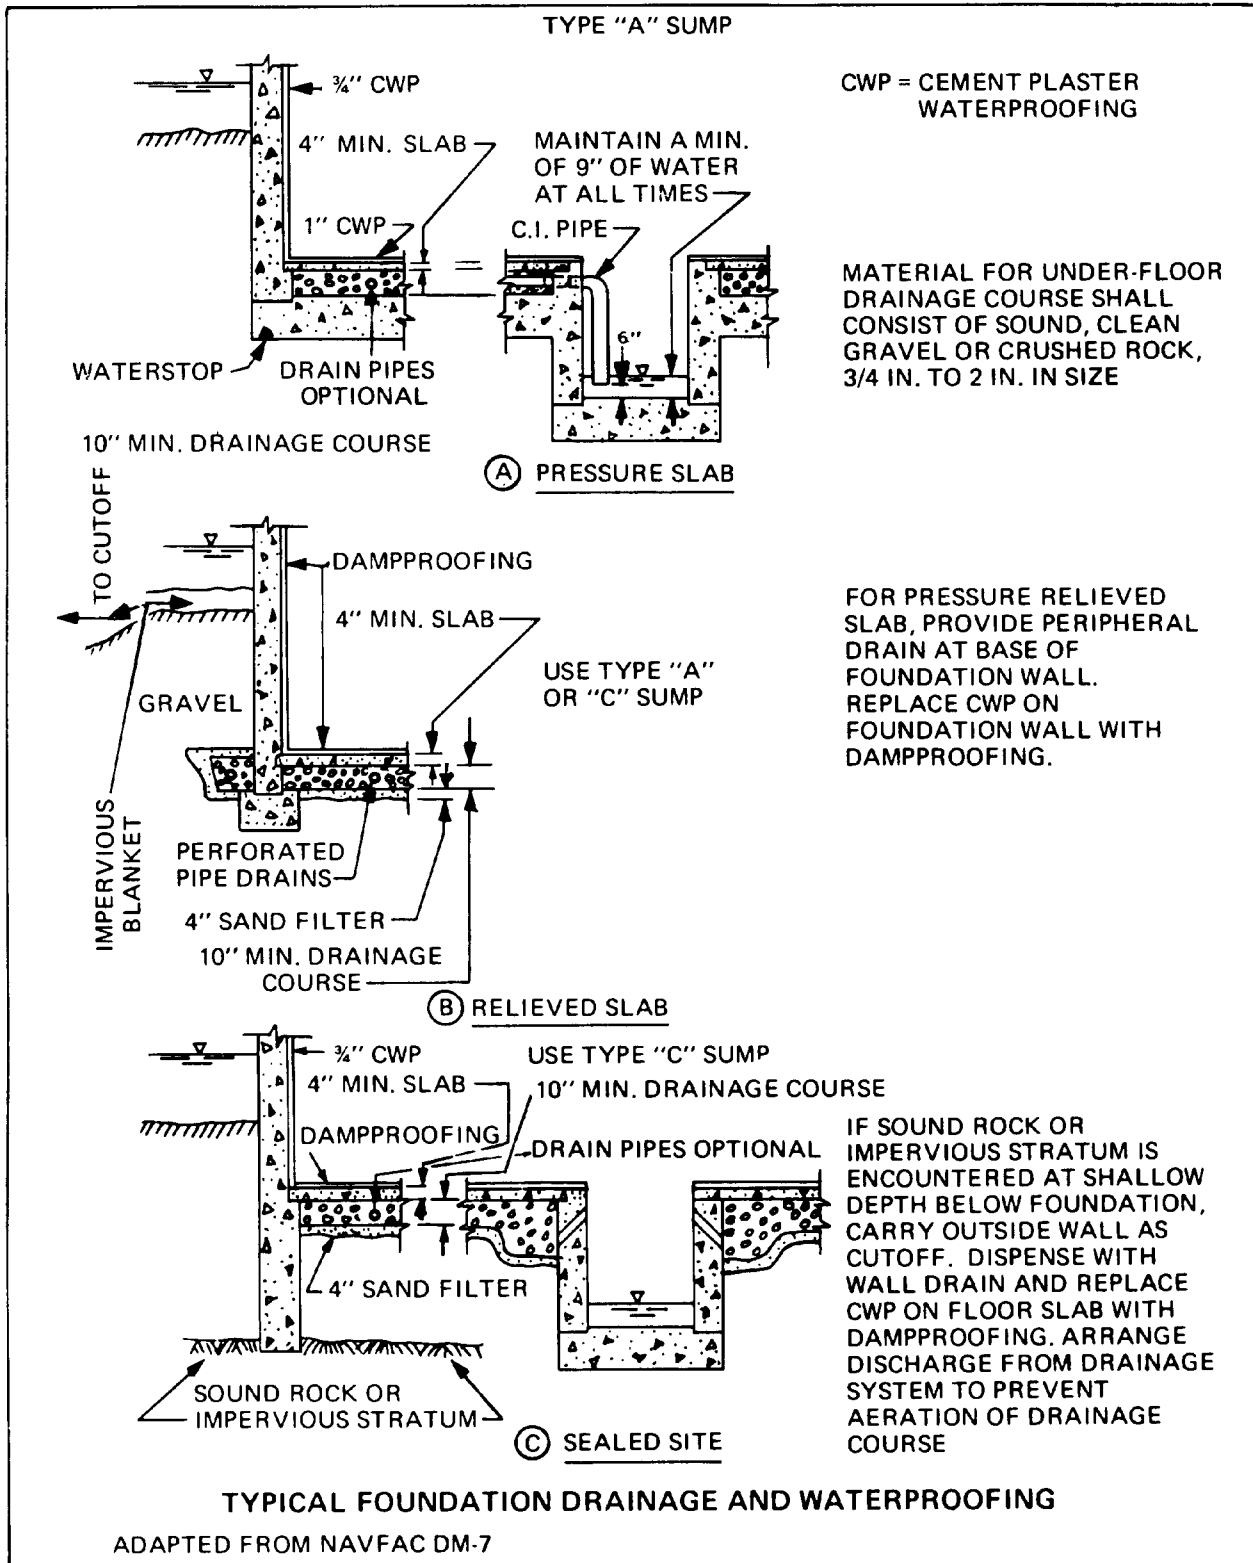 TYPE "A" SUMP
¾" CWP
CWP = CEMENT PLASTER
WATERPROOFING
4" MIN. SLAB
MAINTAIN A MIN.
OF 9" OF WATER
AT ALL TIMES
1" CWP
C.I. PIPE
6"
WATERSTOP
DRAIN PIPES
OPTIONAL
10" MIN. DRAINAGE COURSE
MATERIAL FOR UNDER-FLOOR
DRAINAGE COURSE SHALL
CONSIST OF SOUND, CLEAN
GRAVEL OR CRUSHED ROCK,
3/4 IN. TO 2 IN. IN SIZE
A PRESSURE SLAB
TO CUTOFF
DAMPPROOFING
4" MIN. SLAB
USE TYPE "A"
OR "C" SUMP
GRAVEL
IMPERVIOUS
BLANKET
PERFORATED
PIPE DRAINS
4" SAND FILTER
10" MIN. DRAINAGE
COURSE
FOR PRESSURE RELIEVED
SLAB, PROVIDE PERIPHERAL
DRAIN AT BASE OF
FOUNDATION WALL.
REPLACE CWP ON
FOUNDATION WALL WITH
DAMPPROOFING.
B RELIEVED SLAB
¾" CWP
USE TYPE "C" SUMP
4" MIN. SLAB
10" MIN. DRAINAGE COURSE
DAMPPROOFING
DRAIN PIPES OPTIONAL
4" SAND FILTER
SOUND ROCK OR
IMPERVIOUS STRATUM
IF SOUND ROCK OR
IMPERVIOUS STRATUM IS
ENCOUNTERED AT SHALLOW
DEPTH BELOW FOUNDATION,
CARRY OUTSIDE WALL AS
CUTOFF. DISPENSE WITH
WALL DRAIN AND REPLACE
CWP ON FLOOR SLAB WITH
DAMPPROOFING. ARRANGE
DISCHARGE FROM DRAINAGE
SYSTEM TO PREVENT
AERATION OF DRAINAGE
COURSE
C SEALED SITE
TYPICAL FOUNDATION DRAINAGE AND WATERPROOFING
ADAPTED FROM NAVFAC DM-7